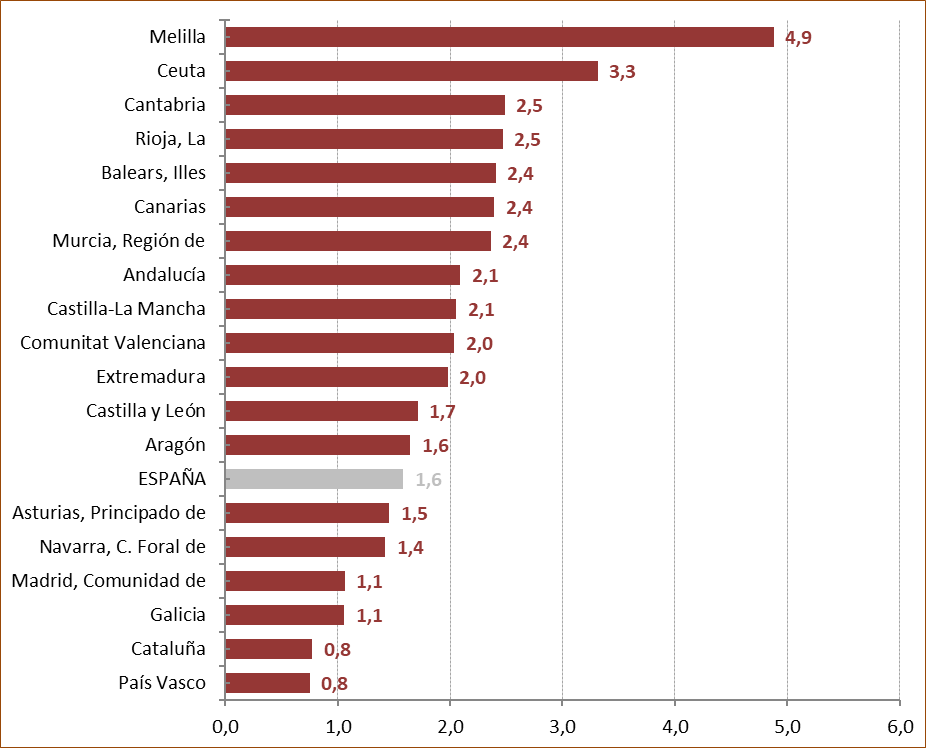 Melilla 4,9
Ceuta 3,3
Cantabria 2,5
Rioja, La 2,5
Balears, Illes 2,4
Canarias 2,4
Murcia, Región de 2,4
Andalucía 2,1
Castilla-La Mancha 2,1
Comunitat Valenciana 2,0
Extremadura 2,0
Castilla y León 1,7
Aragón 1,6
ESPAÑA 1,6
Asturias, Principado de 1,5
Navarra, C. Foral de 1,4
Madrid, Comunidad de 1,1
Galicia 1,1
Cataluña 0,8
País Vasco 0,8
0,0 1,0 2,0 3,0 4,0 5,0 6,0